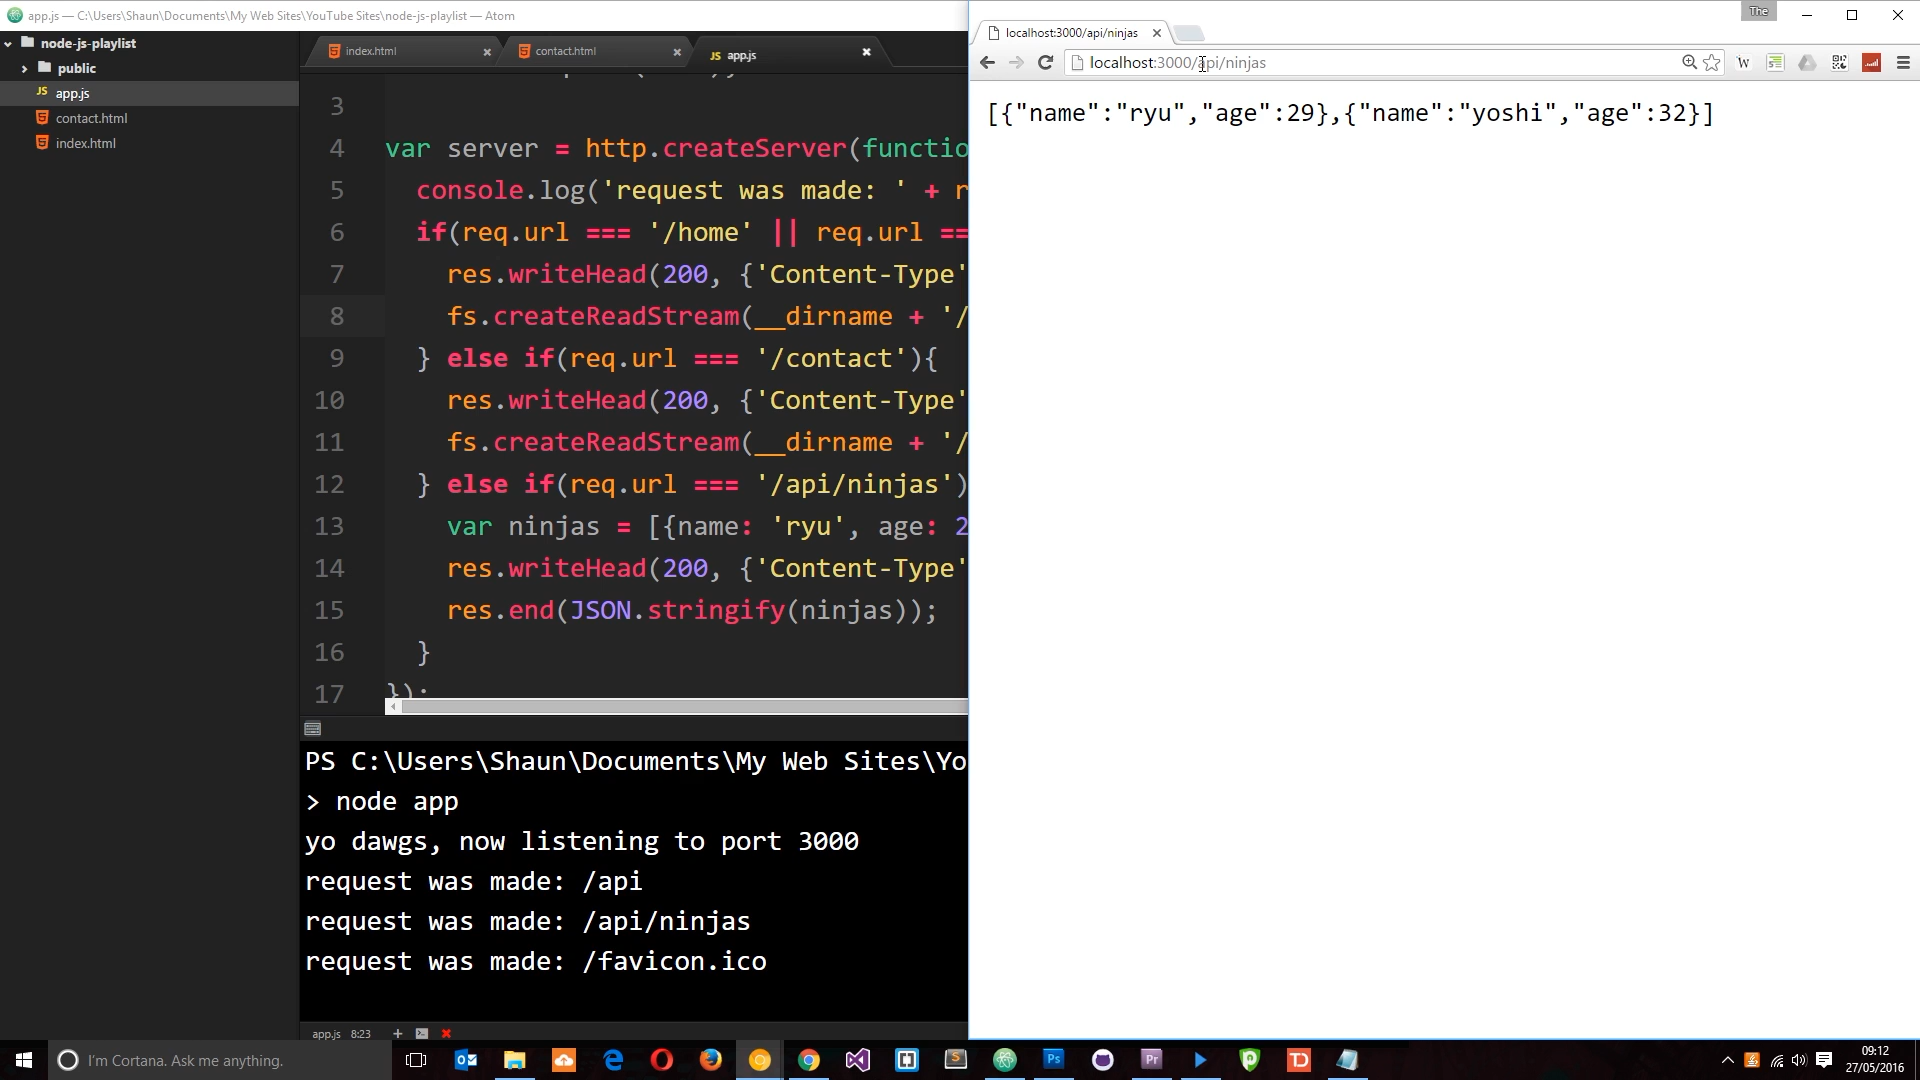 app.js — C:\Users\Shaun\Documents\My Web Sites\YouTube Sites\node-js-playlist — Atom
The
node-js-playlist
public
app.js
contact.html
index.html
index.html
contact.html
JS app.js
3
4 var server = http.createServer(functio
5 console.log('request was made: ' + r
6 if(req.url === '/home' || req.url ==
7 res.writeHead(200, {'Content-Type'
8 fs.createReadStream(__dirname + '/
9 } else if(req.url === '/contact'){
10 res.writeHead(200, {'Content-Type'
11 fs.createReadStream(__dirname + '/
12 } else if(req.url === '/api/ninjas')
13 var ninjas = [{name: 'ryu', age: 2
14 res.writeHead(200, {'Content-Type'
15 res.end(JSON.stringify(ninjas));
16 }
17 });
PS C:\Users\Shaun\Documents\My Web Sites\Yo
> node app
yo dawgs, now listening to port 3000
request was made: /api
request was made: /api/ninjas
request was made: /favicon.ico
app.js 8:23
localhost:3000/api/ninjas
localhost:3000/api/ninjas
[{"name":"ryu","age":29},{"name":"yoshi","age":32}]
I'm Cortana. Ask me anything.
Ps
Pr
TD
09:12
27/05/2016